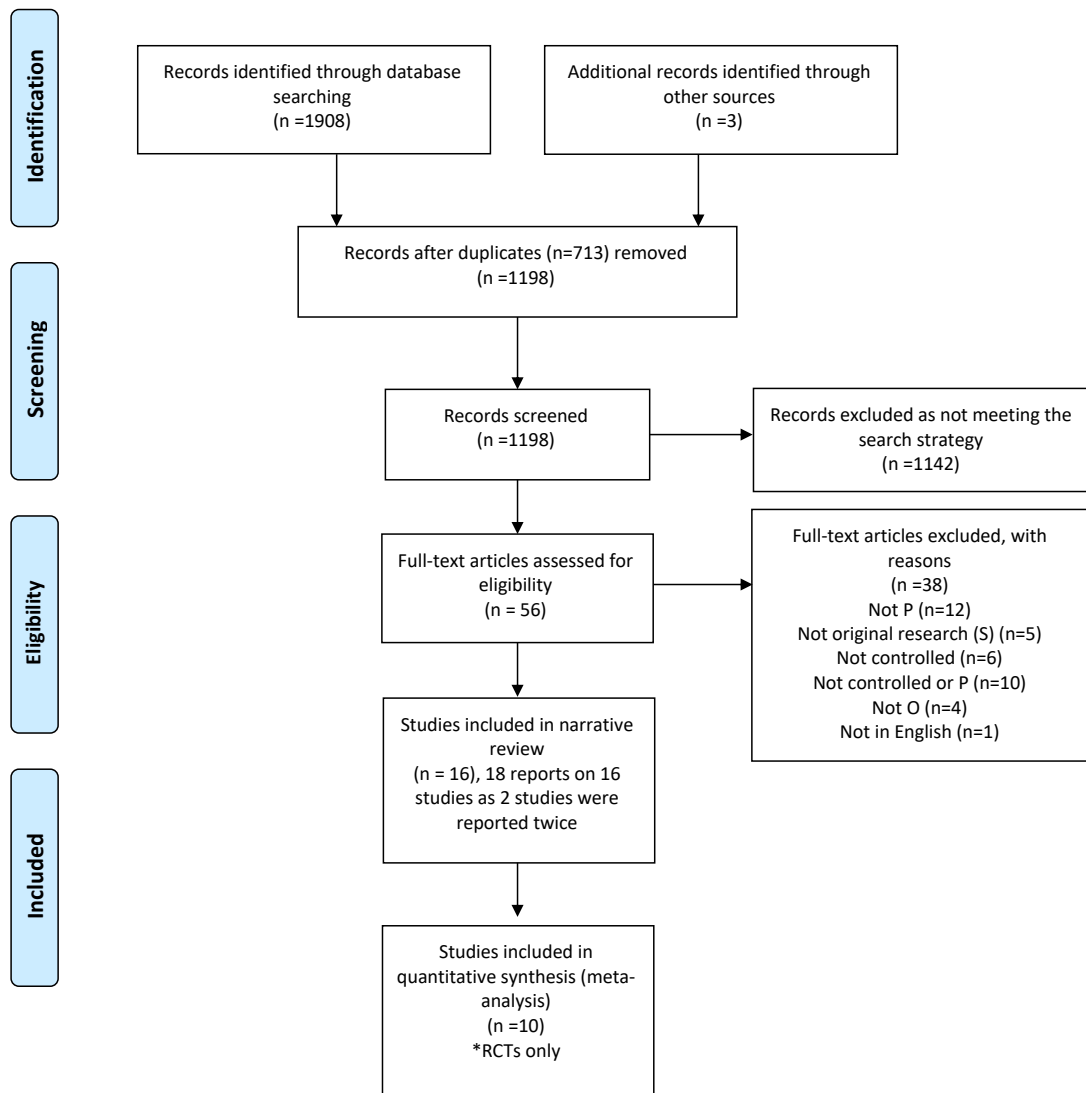 Identification
Records identified through database
searching
(n =1908)
Additional records identified through
other sources
(n =3)
Records after duplicates (n=713) removed
(n =1198)
Screening
Records screened
(n =1198)
Records excluded as not meeting the
search strategy
(n =1142)
Eligibility
Full-text articles assessed for
eligibility
(n = 56)
Full-text articles excluded, with
reasons
(n =38)
Not P (n=12)
Not original research (S) (n=5)
Not controlled (n=6)
Not controlled or P (n=10)
Not O (n=4)
Not in English (n=1)
Studies included in narrative
review
(n = 16), 18 reports on 16
studies as 2 studies were
reported twice
Included
Studies included in
quantitative synthesis (meta-
analysis)
(n =10)
*RCTs only